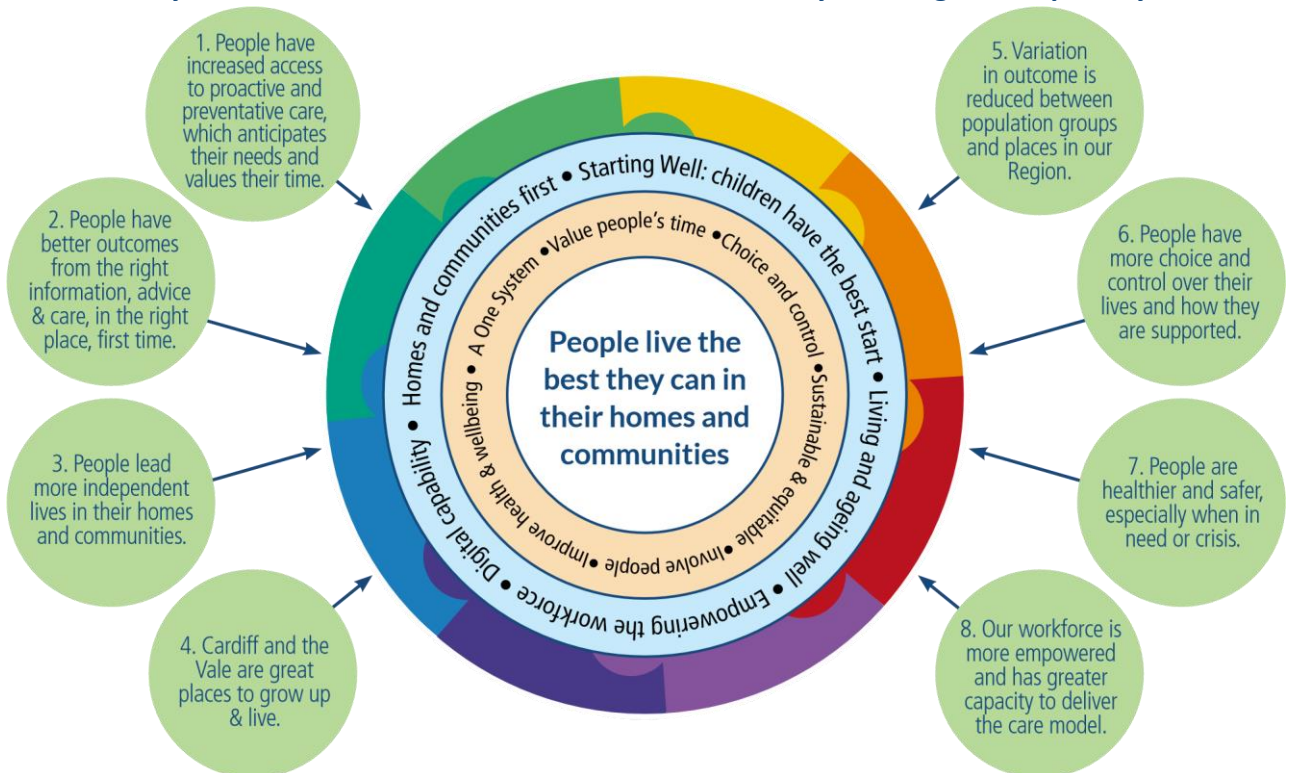 1. People have
increased access
to proactive and
preventative care,
which anticipates
their needs and
values their time.
2. People have
better outcomes
from the right
information, advice
& care, in the right
place, first time.
3. People lead
more independent
lives in their homes
and communities.
4. Cardiff and the
Vale are great
places to grow up
& live.
Homes and communities first • Starting Well: children have the best start • Living and ageing well • Empowering the workforce • Digital capability •
A One System •Value people's time •Choice and control •Sustainable & equitable •Involve people •Improve health & wellbeing •
People live the
best they can in
their homes and
communities
5. Variation
in outcome is
reduced between
population groups
and places in our
Region.
6. People have
more choice and
control over their
lives and how they
are supported.
7. People are
healthier and safer,
especially when in
need or crisis.
8. Our workforce is
more empowered
and has greater
capacity to deliver
the care model.